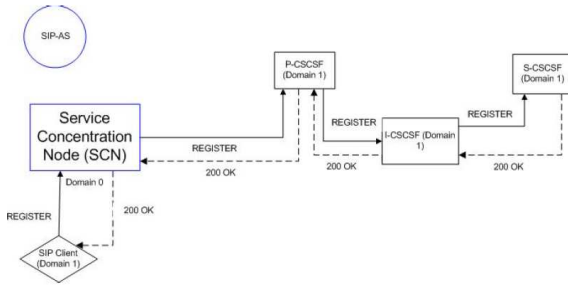 SIP-AS
P-CSCSF
(Domain 1)
S-CSCSF
(Domain 1)
Service
Concentration
Node (SCN)
REGISTER
REGISTER
I-CSCSF (Domain
1)
REGISTER
200 OK
200 OK
200 OK
Domain 0
REGISTER
200 OK
SIP Client
(Domain 1)